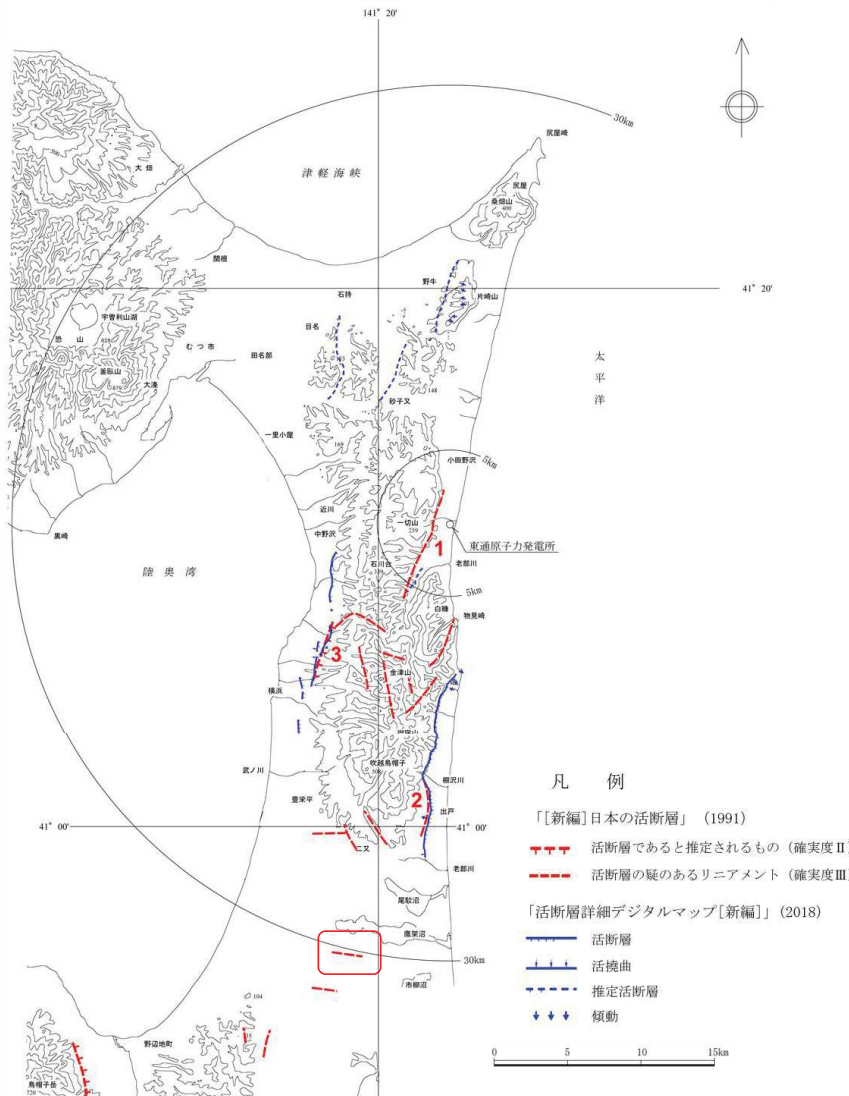 141° 20'
30km
尻屋崎
大畑
津軽海峡
尻屋
桑畑山
400
関根
野牛
石持
片崎山
41° 20'
宇曽利山湖
目名
恐山
828
むつ市
田名部
太平洋
釜臥山
879
大湊
148
砂子又
一里小屋
169
小田野沢
5km
近川
一切山
259
中野沢
黒崎
1
東通原子力発電所
石川台
老部川
陸奥湾
5km
白糠
物見崎
3
金津山
横浜
吹越烏帽子
508
武ノ川
棚沢川
2
豊栄平
出戸
41° 00'
41° 00'
二又
老部川
尾駮沼
鷹架沼
30km
市柳沼
104
野辺地町
烏帽子岳
720
凡例
「[新編]日本の活断層」(1991)
活断層であると推定されるもの(確実度Ⅱ)
活断層の疑のあるリニアメント(確実度Ⅲ)
「活断層詳細デジタルマップ[新編]」(2018)
活断層
活撓曲
推定活断層
傾動
0 5 10 15km